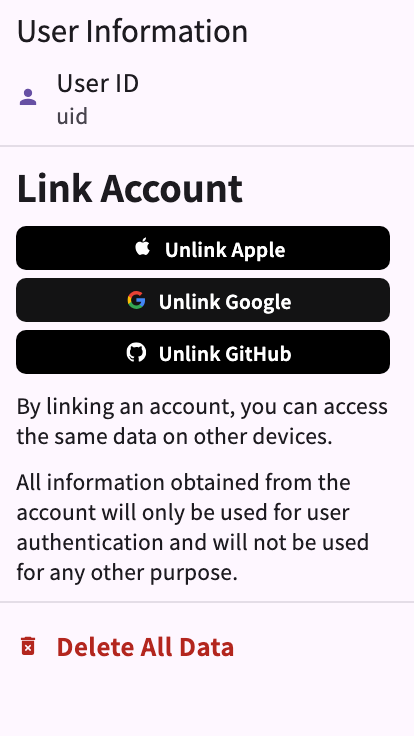 User Information
User ID
uid
Link Account
Unlink Apple
Unlink Google
Unlink GitHub
By linking an account, you can access
the same data on other devices.
All information obtained from the
account will only be used for user
authentication and will not be used
for any other purpose.
Delete All Data